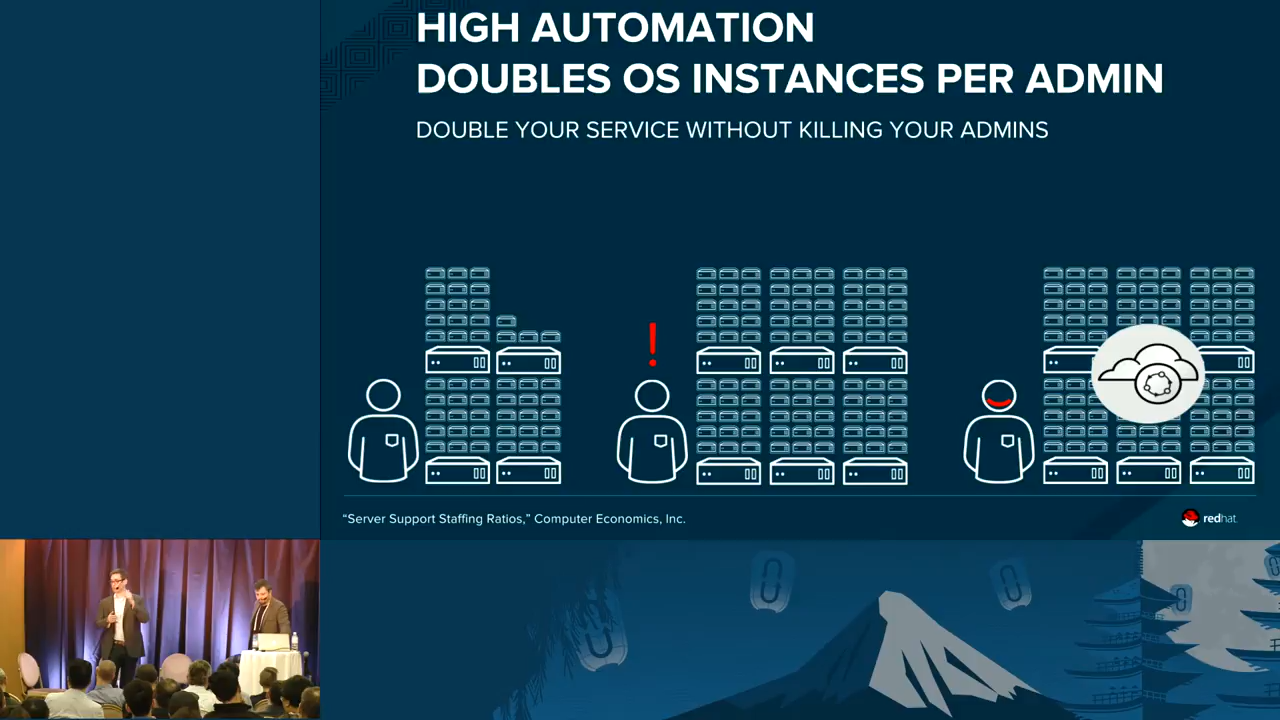 HIGH AUTOMATION
DOUBLES OS INSTANCES PER ADMIN
DOUBLE YOUR SERVICE WITHOUT KILLING YOUR ADMINS
!
“Server Support Staffing Ratios,” Computer Economics, Inc.
redhat.